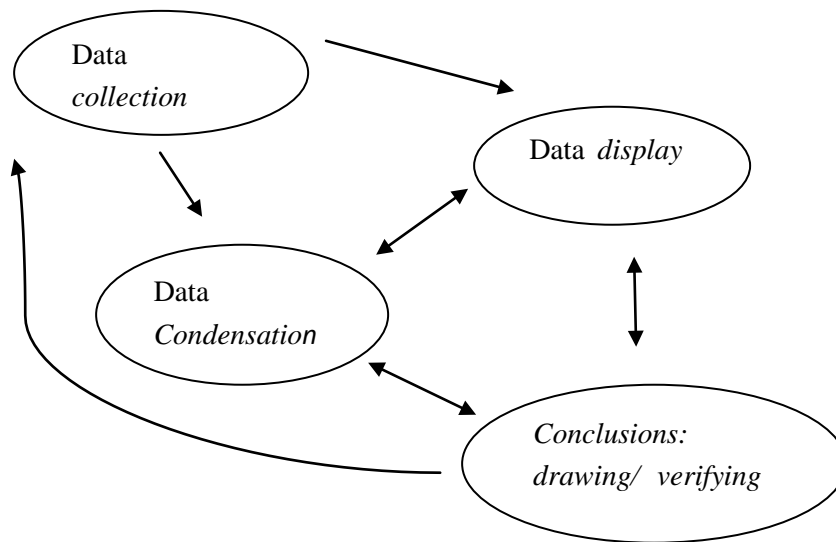 Data
collection
Data display
Data
Condensation
Conclusions:
drawing/ verifying